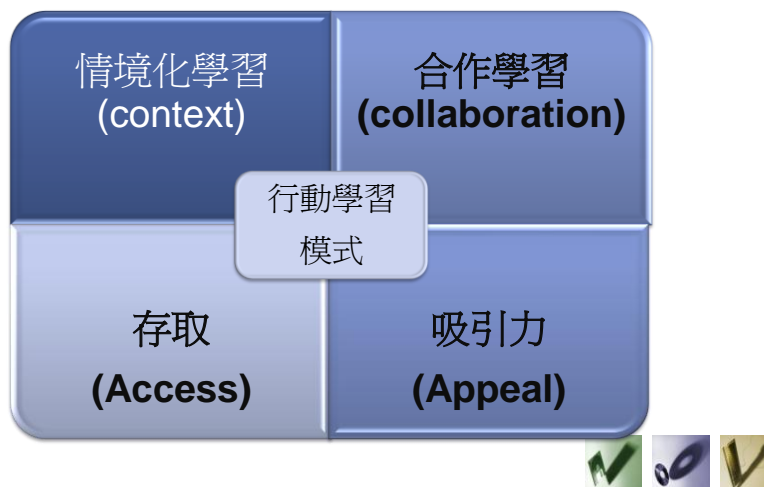 情境化學習
(context)
合作學習
(collaboration)
行動學習
模式
存取
(Access)
吸引力
(Appeal)